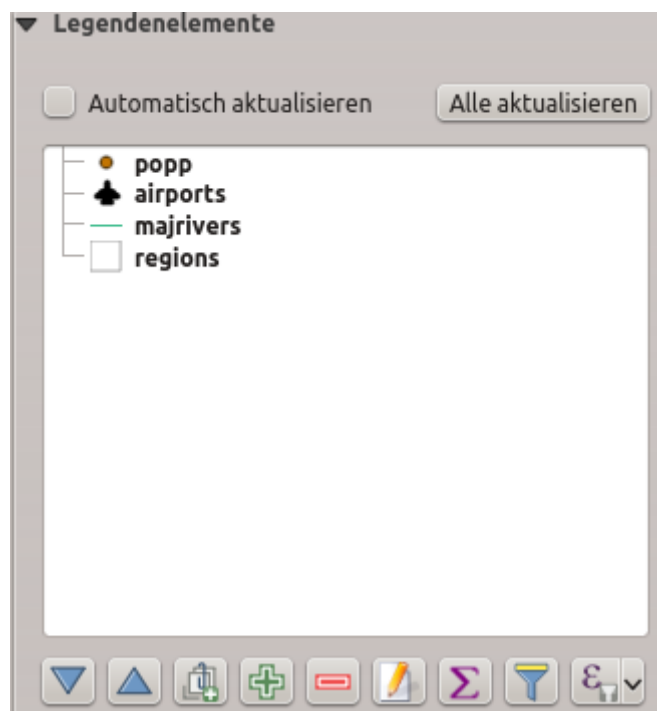 Legendenelemente
Automatisch aktualisieren
Alle aktualisieren
popp
airports
majrivers
regions
Σ
ε